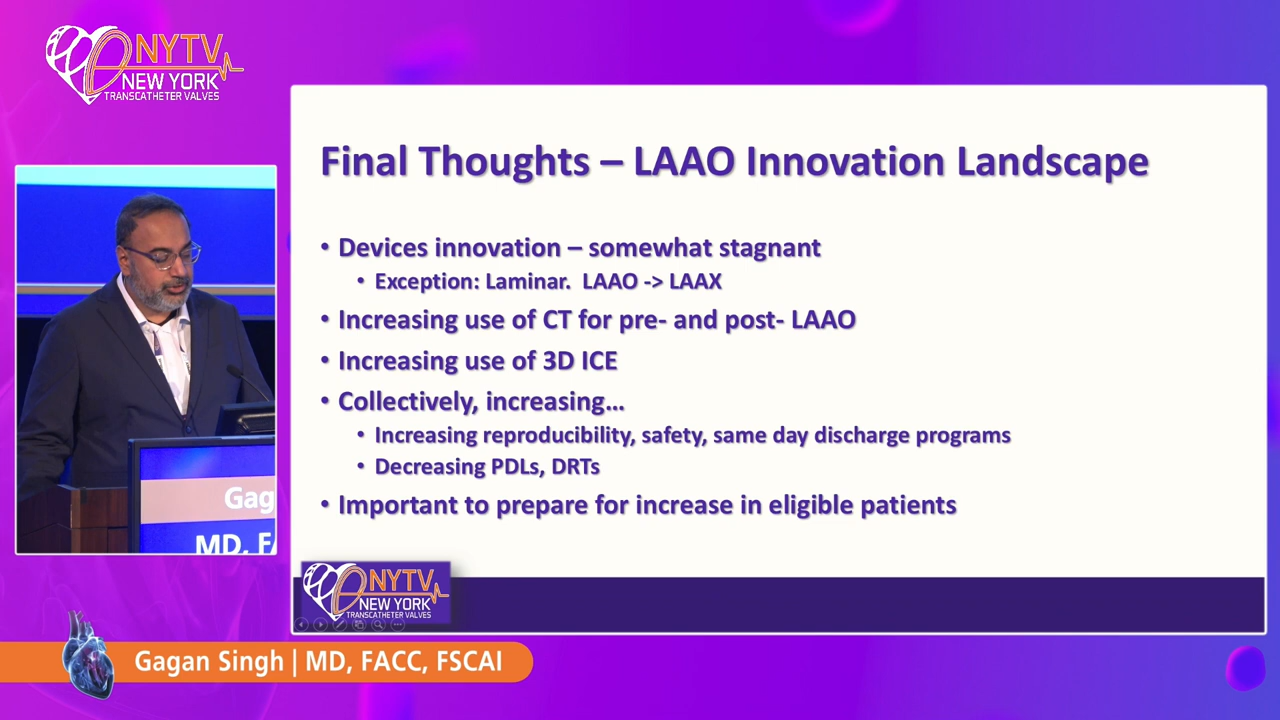 NYTV
NEW YORK
TRANSCATHETER VALVES
Final Thoughts – LAAO Innovation Landscape
• Devices innovation – somewhat stagnant
• Exception: Laminar.  LAAO -> LAAX
• Increasing use of CT for pre- and post- LAAO
• Increasing use of 3D ICE
• Collectively, increasing…
• Increasing reproducibility, safety, same day discharge programs
• Decreasing PDLs, DRTs
• Important to prepare for increase in eligible patients
Gag
MD, FA
NYTV
NEW YORK
TRANSCATHETER VALVES
Gagan Singh | MD, FACC, FSCAI